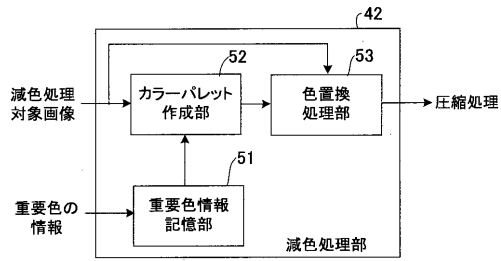 42
52
53
減色処理
対象画像
カラーパレット
作成部
色置換
処理部
圧縮処理
51
重要色の
情報
重要色情報
記憶部
減色処理部